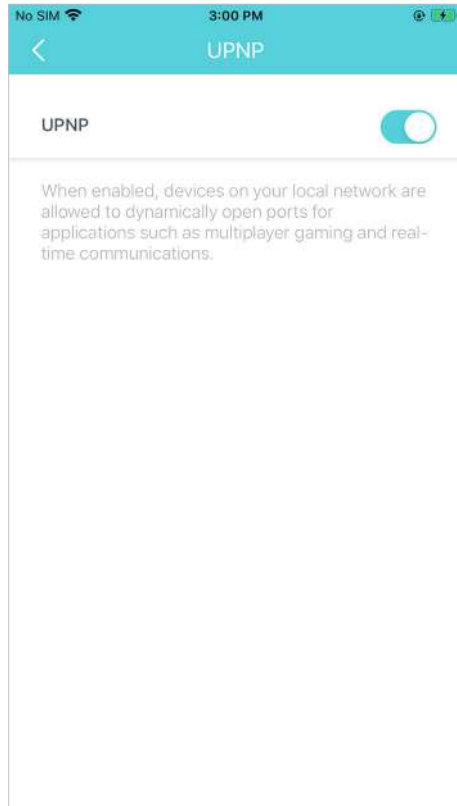 No SIM 3:00 PM
UPNP
UPNP
When enabled, devices on your local network are
allowed to dynamically open ports for
applications such as multiplayer gaming and real-
time communications.